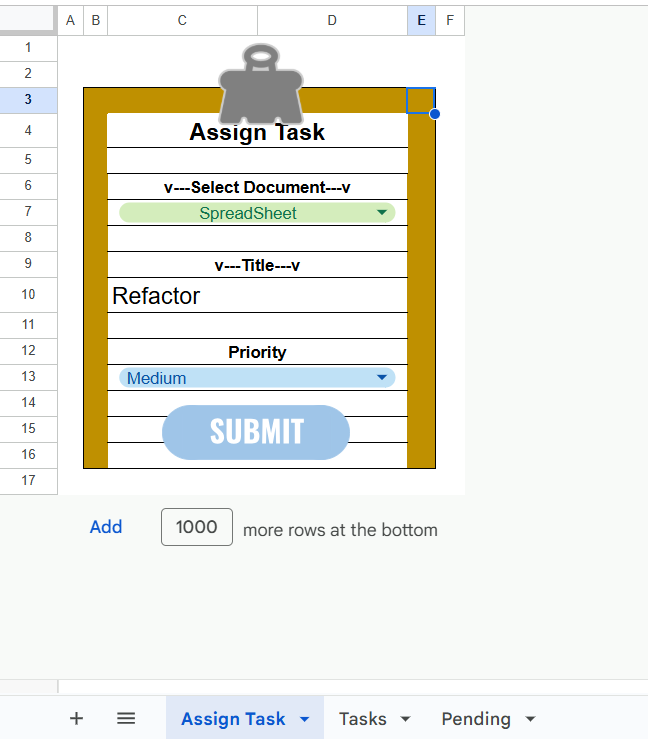 A B C D E F
1
2
3
4 Assign Task
5
6 v---Select Document---v
7 SpreadSheet
8
9 v---Title---v
10 Refactor
11
12 Priority
13 Medium
14
15 SUBMIT
16
17
Add 1000 more rows at the bottom
+ Assign Task Tasks Pending